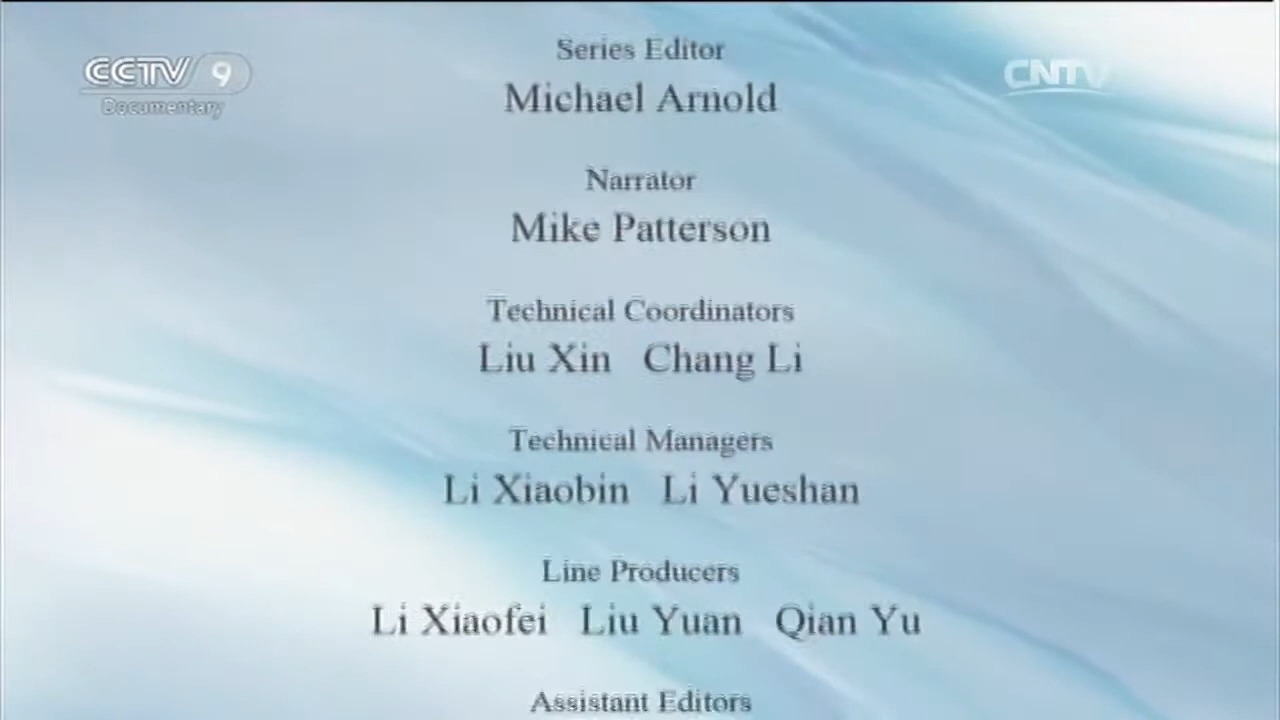 CCTV 9
Documentary
CNTV
Series Editor
Michael Arnold
Narrator
Mike Patterson
Technical Coordinators
Liu Xin Chang Li
Technical Managers
Li Xiaobin Li Yueshan
Line Producers
Li Xiaofei Liu Yuan Qian Yu
Assistant Editors